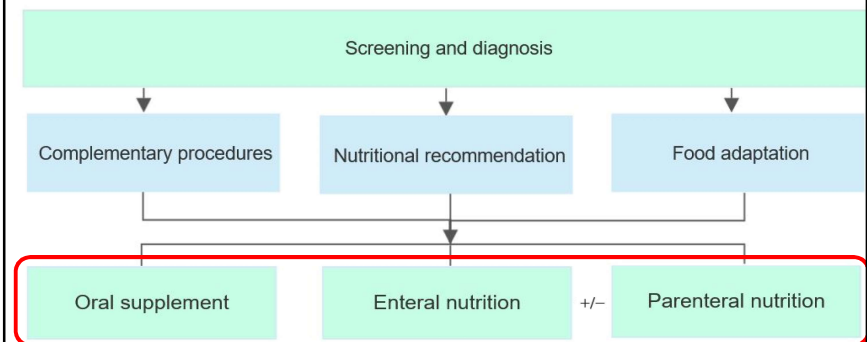 Screening and diagnosis
Complementary procedures
Nutritional recommendation
Food adaptation
Oral supplement
Enteral nutrition
+/−
Parenteral nutrition